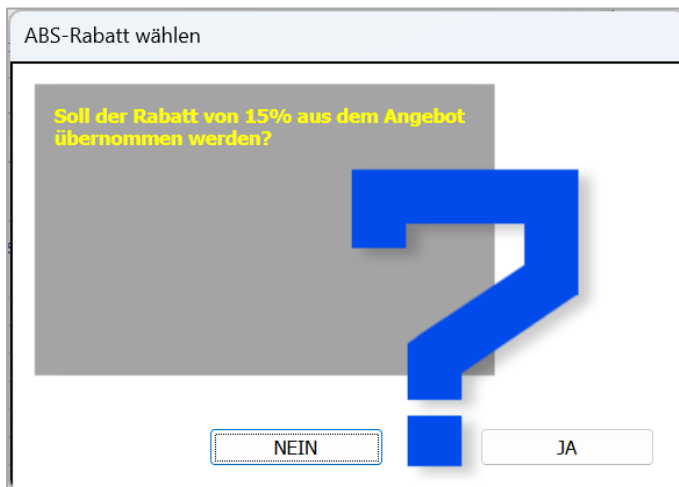 ABS-Rabatt wählen
Soll der Rabatt von 15% aus dem Angebot
übernommen werden?
?
NEIN
JA